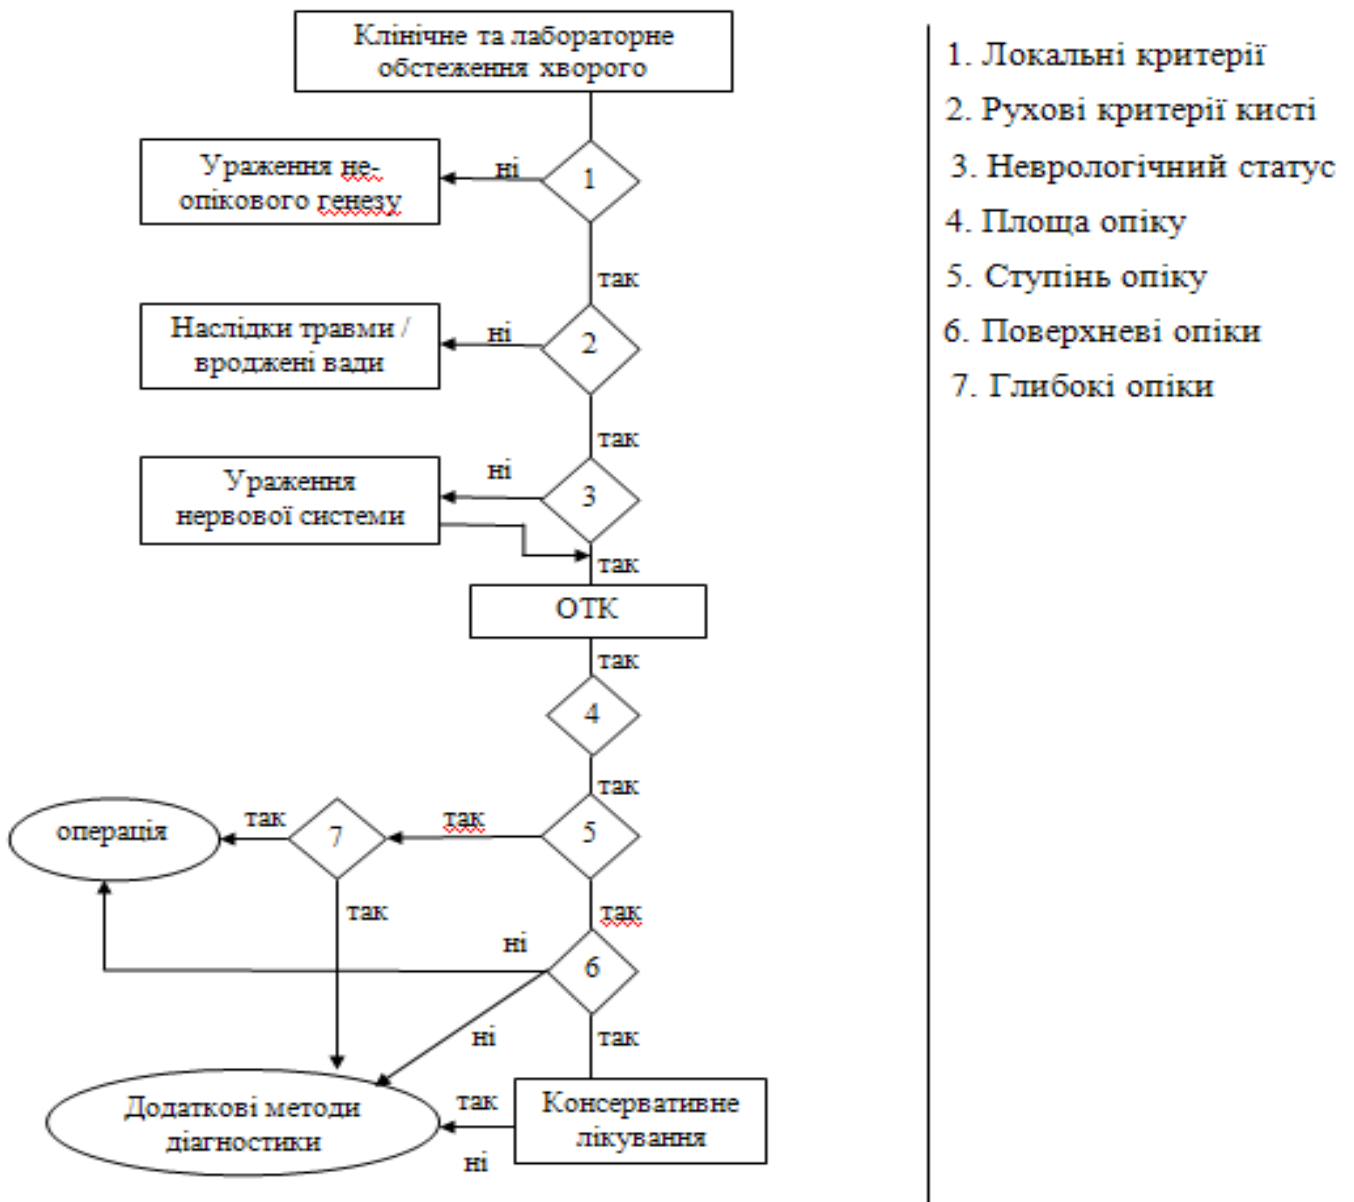 Клінічне та лабораторне
обстеження хворого
Ураження не-
опікового генезу
ні
1
так
Наслідки травми /
вроджені вади
ні
2
так
Ураження
нервової системи
ні
3
так
ОТК
так
4
так
операція
так
7
так
5
так
так
ні
6
ні
так
Додаткові методи
діагностики
так
ні
Консервативне
лікування
1. Локальні критерії
2. Рухові критерії кисті
3. Неврологічний статус
4. Площа опіку
5. Ступінь опіку
6. Поверхневі опіки
7. Глибокі опіки